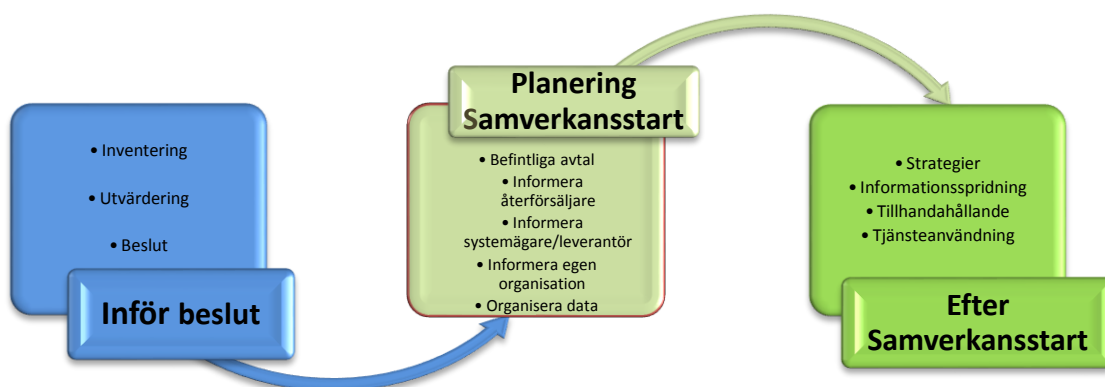 • Inventering
• Utvärdering
• Beslut
Inför beslut
Planering
Samverkansstart
• Befintliga avtal
• Informera
återförsäljare
• Informera
systemägare/leverantör
• Informera egen
organisation
• Organisera data
• Strategier
• Informationsspridning
• Tillhandahållande
• Tjänsteanvändning
Efter
Samverkansstart